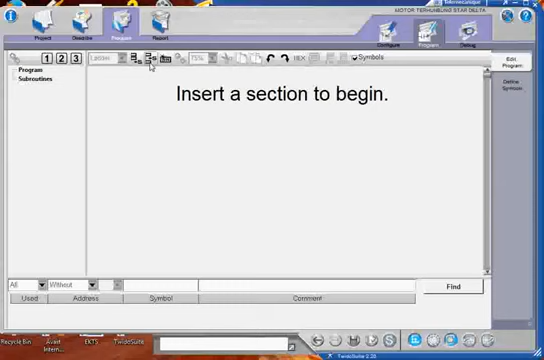 Telemecanique
MOTOR TERHUBUNG STAR DELTA
Project
Describe
Program
Report
Configure
Program
Debug
1 2 3
Ladder
75%
HEX
Symbols
Edit
Program
Define
Symbols
Program
Subroutines
Insert a section to begin.
All
Without
Find
Used
Address
Symbol
Comment
Recycle Bin
Avast
Intern...
EKTS
TwidoSuite
TwidoSuite 2.20